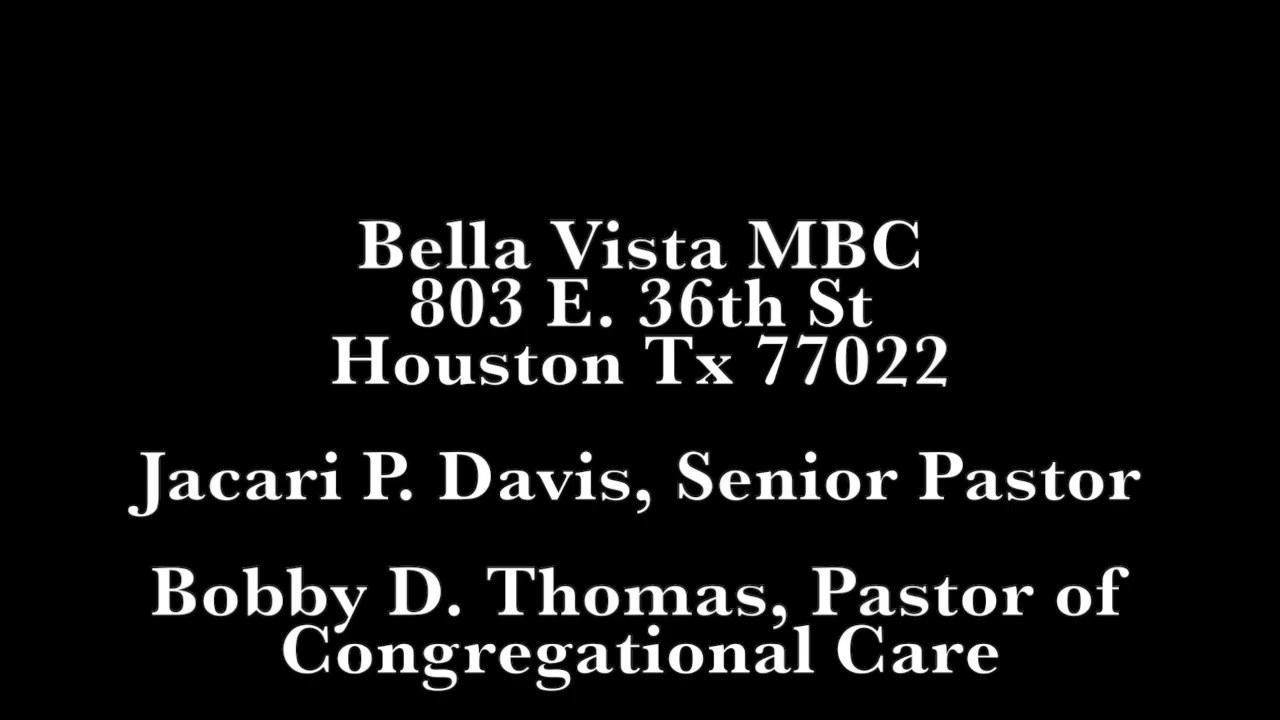 Bella Vista MBC
803 E. 36th St
Houston Tx 77022
Jacari P. Davis, Senior Pastor
Bobby D. Thomas, Pastor of
Congregational Care